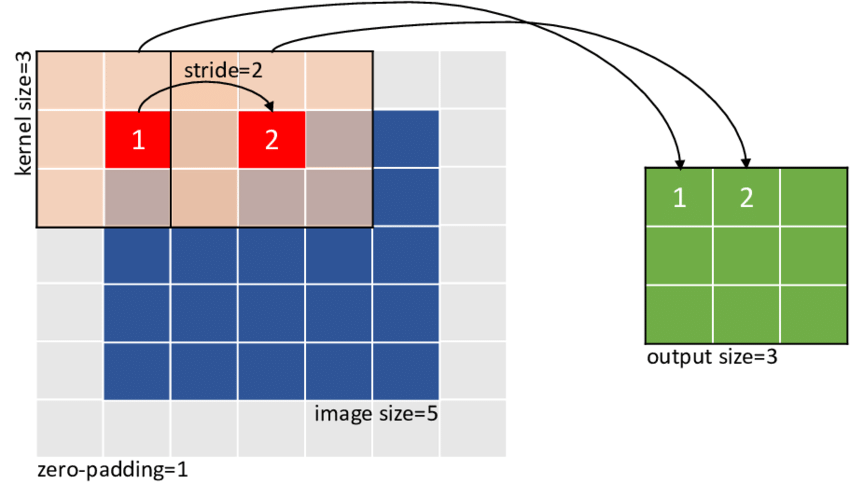 kernel size=3
stride=2
1
2
1
2
output size=3
image size=5
zero-padding=1